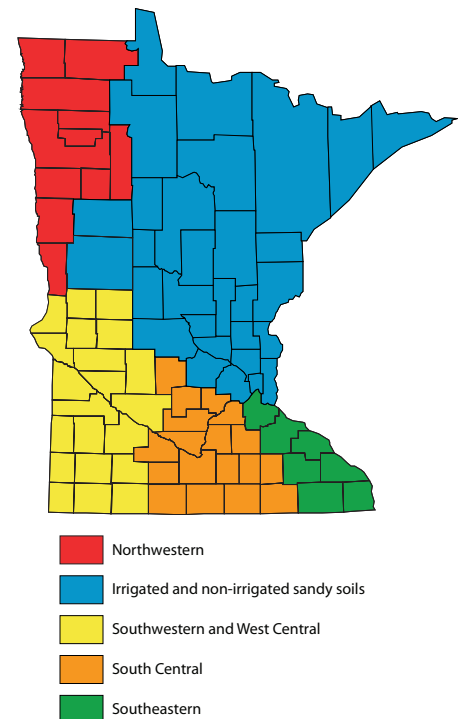 Northwestern
Irrigated and non-irrigated sandy soils
Southwestern and West Central
South Central
Southeastern